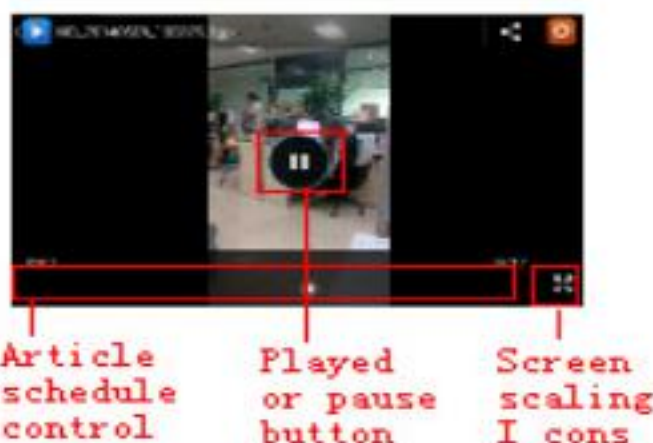 Article
schedule
control
Played
or pause
button
Screen
scaling
I cons